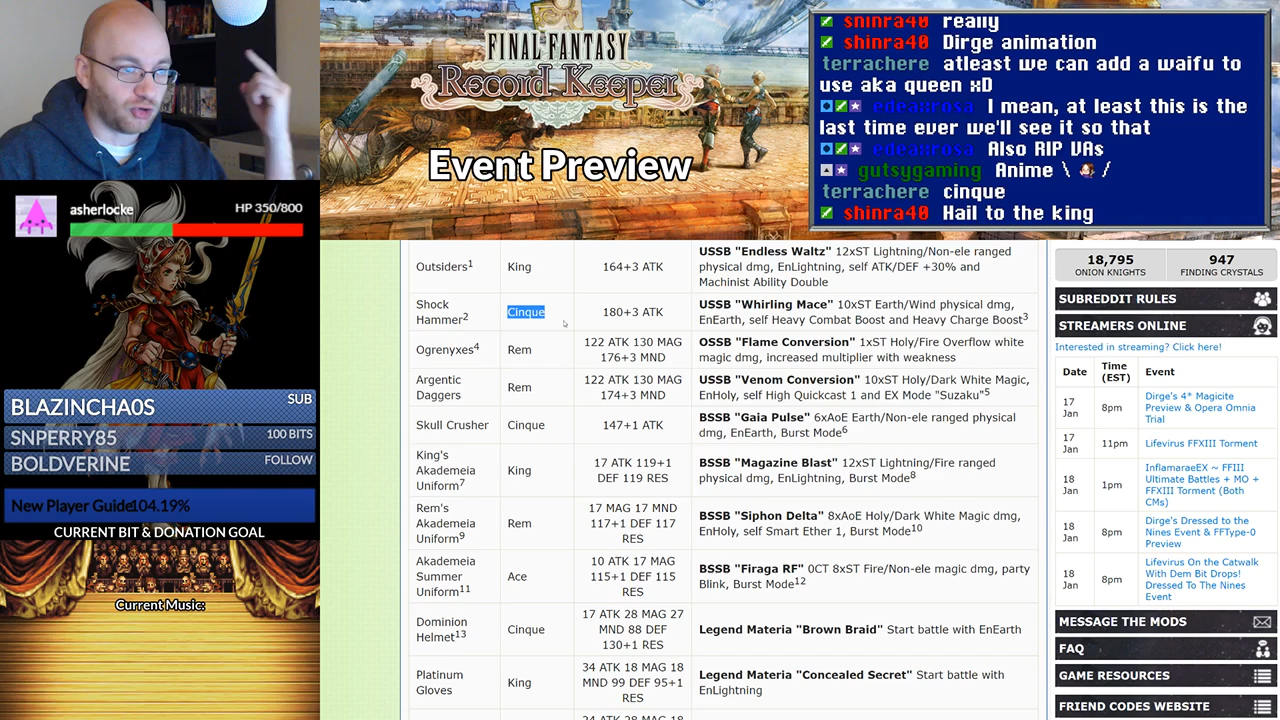 FINAL FANTASY
Record Keeper
Event Preview
shinra40 really
shinra40 Dirge animation
terrachere atleast we can add a waifu to
use aka queen xD
edeaxrosa I mean, at least this is the
last time ever we'll see it so that
edeaxrosa Also RIP VAs
gutsygaming Anime \ /
terrachere cinque
shinra40 Hail to the king
asherlocke
HP 350/800
BLAZINCHA0S SUB
SNPERRY85 100 BITS
BOLDVERINE FOLLOW
New Player Guide104.19%
CURRENT BIT & DONATION GOAL
Current Music:
Outsiders1 King 164+3 ATK USSB "Endless Waltz" 12xST Lightning/Non-ele ranged
physical dmg, EnLightning, self ATK/DEF +30% and
Machinist Ability Double
Shock
Hammer2 Cinque 180+3 ATK USSB "Whirling Mace" 10xST Earth/Wind physical dmg,
EnEarth, self Heavy Combat Boost and Heavy Charge Boost3
Ogrenyxes4 Rem 122 ATK 130 MAG
176+3 MND OSSB "Flame Conversion" 1xST Holy/Fire Overflow white
magic dmg, increased multiplier with weakness
Argentic
Daggers Rem 122 ATK 130 MAG
174+3 MND USSB "Venom Conversion" 10xST Holy/Dark White Magic,
EnHoly, self High Quickcast 1 and EX Mode "Suzaku"5
Skull Crusher Cinque 147+1 ATK BSSB "Gaia Pulse" 6xAoE Earth/Non-ele ranged physical
dmg, EnEarth, Burst Mode6
King's
Akademeia
Uniform7 King 17 ATK 119+1
DEF 119 RES BSSB "Magazine Blast" 12xST Lightning/Fire ranged
physical dmg, EnLightning, Burst Mode8
Rem's
Akademeia
Uniform9 Rem 17 MAG 17 MND
117+1 DEF 117
RES BSSB "Siphon Delta" 8xAoE Holy/Dark White Magic dmg,
EnHoly, self Smart Ether 1, Burst Mode10
Akademeia
Summer
Uniform11 Ace 10 ATK 17 MAG
115+1 DEF 115
RES BSSB "Firaga RF" 0CT 8xST Fire/Non-ele magic dmg, party
Blink, Burst Mode12
Dominion
Helmet13 Cinque 17 ATK 28 MAG 27
MND 88 DEF
130+1 RES Legend Materia "Brown Braid" Start battle with EnEarth
Platinum
Gloves King 34 ATK 18 MAG 18
MND 99 DEF 95+1
RES Legend Materia "Concealed Secret" Start battle with
EnLightning
18,795
ONION KNIGHTS
947
FINDING CRYSTALS
SUBREDDIT RULES
STREAMERS ONLINE
Interested in streaming? Click here!
Date Time
(EST) Event
17
Jan 8pm Dirge's 4* Magicite
Preview & Opera Omnia
Trial
17
Jan 11pm Lifevirus FFXIII Torment
18
Jan 1pm InflamaraeEX ~ FFIII
Ultimate Battles + MO +
FFXIII Torment (Both
CMs)
18
Jan 8pm Dirge's Dressed to the
Nines Event & FFType-0
Preview
18
Jan 8pm Lifevirus On the Catwalk
With Dem Bit Drops!
Dressed To The Nines
Event
MESSAGE THE MODS
FAQ
GAME RESOURCES
FRIEND CODES WEBSITE